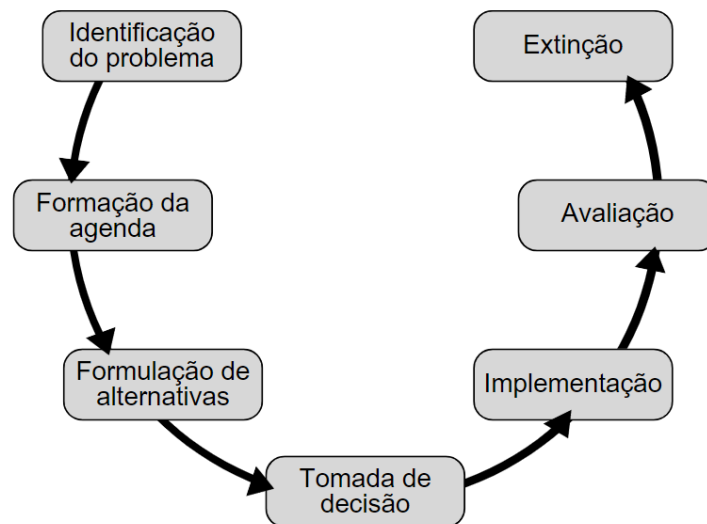 Identificação
do problema
Formação da
agenda
Formulação de
alternativas
Tomada de
decisão
Implementação
Avaliação
Extinção